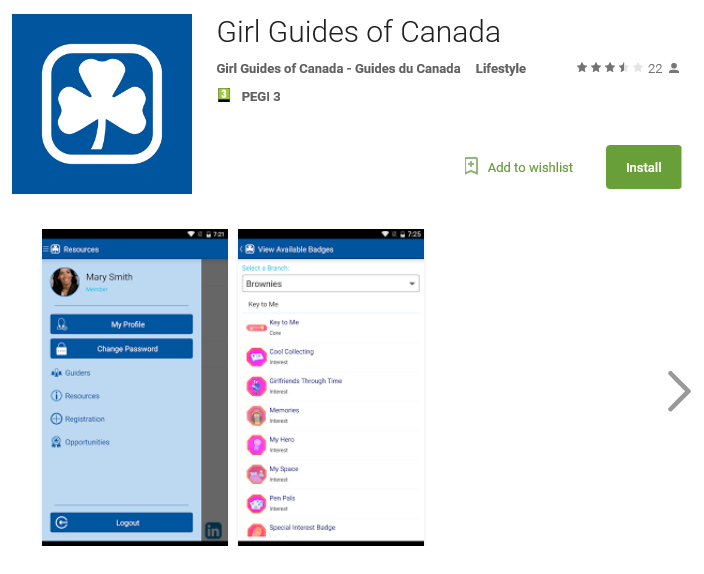 Girl Guides of Canada
Girl Guides of Canada - Guides du Canada Lifestyle 22
3 PEGI 3
Add to wishlist Install
7:21
Resources
Mary Smith
Member
My Profile
Change Password
Guiders
Resources
Registration
Opportunities
Logout
in
7:25
View Available Badges
Select a Branch:
Brownies
Key to Me
Key to Me
Core
Cool Collecting
Interest
Girlfriends Through Time
Interest
Memories
Interest
My Hero
Interest
My Space
Interest
Pen Pals
Interest
Special Interest Badge